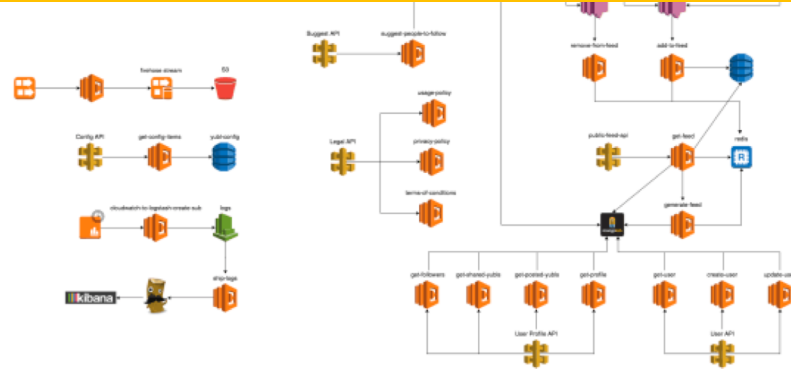 Suggest API
suggest-people-to-follow
remove-from-feed
add-to-feed
firehose-stream
S3
usage-policy
Config API
get-config-items
yubl-config
Legal API
privacy-policy
public-feed-api
get-feed
redis
R
cloudwatch-to-logstash-create-sub
logs
terms-of-conditions
generate-feed
ship-logs
kibana
get-followers
get-shared-yubls
get-posted-yubls
get-profile
get-user
create-user
User Profile API
User API